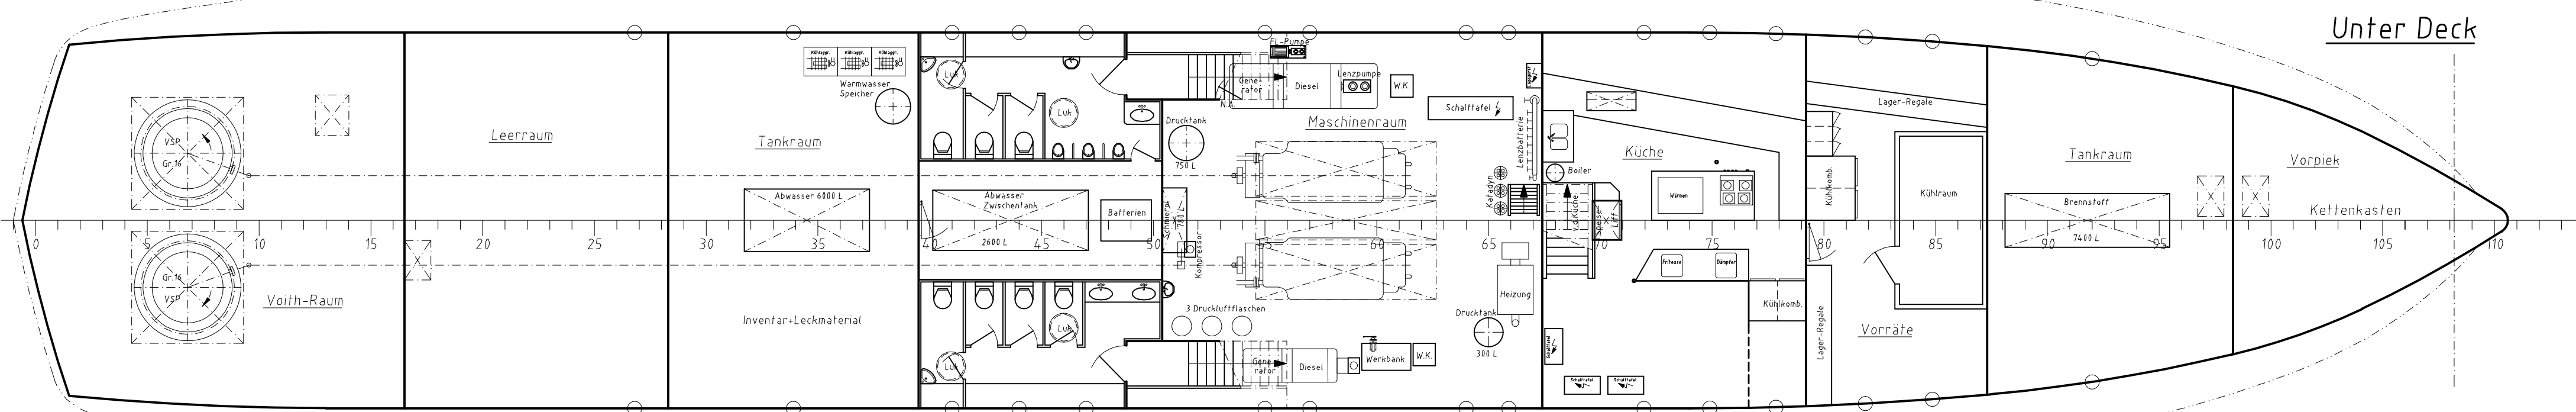 Unter Deck
VSP
Gr.16
Gr.16
VSP
Voith-Raum
Leerraum
Kühlaggr.
Kühlaggr.
Kühlaggr.
Warmwasser
Speicher
Tankraum
Abwasser 6000 L
Inventar+Leckmaterial
Luk
Luk
Abwasser
Zwischentank
2600 L
Batterien
Luk
Luk
Drucktank
750 L
Schmieröl
780 L
Kompressor
3 Druckluftflaschen
FL-Pumpe
Gene-
rator
Diesel
Lenzpumpe
W.K.
N.A.
Maschinenraum
Schalttafel
Lenzbatterie
Katadyn
Heizung
Drucktank
300 L
Gene-
rator
Diesel
Werkbank
W.K.
Küche
Boiler
Wärmen
Speise-
Lift
z.d.Küche
Friteuse
Dämpfer
Kühlkomb.
Schalttafel
Schalttafel
Schalttafel
Lager-Regale
Kühlkomb.
Kühlraum
Lager-Regale
Vorräte
Tankraum
Brennstoff
7400 L
Vorpiek
Kettenkasten
0 5 10 15 20 25 30 35 40 45 50 55 60 65 70 75 80 85 90 95 100 105 110